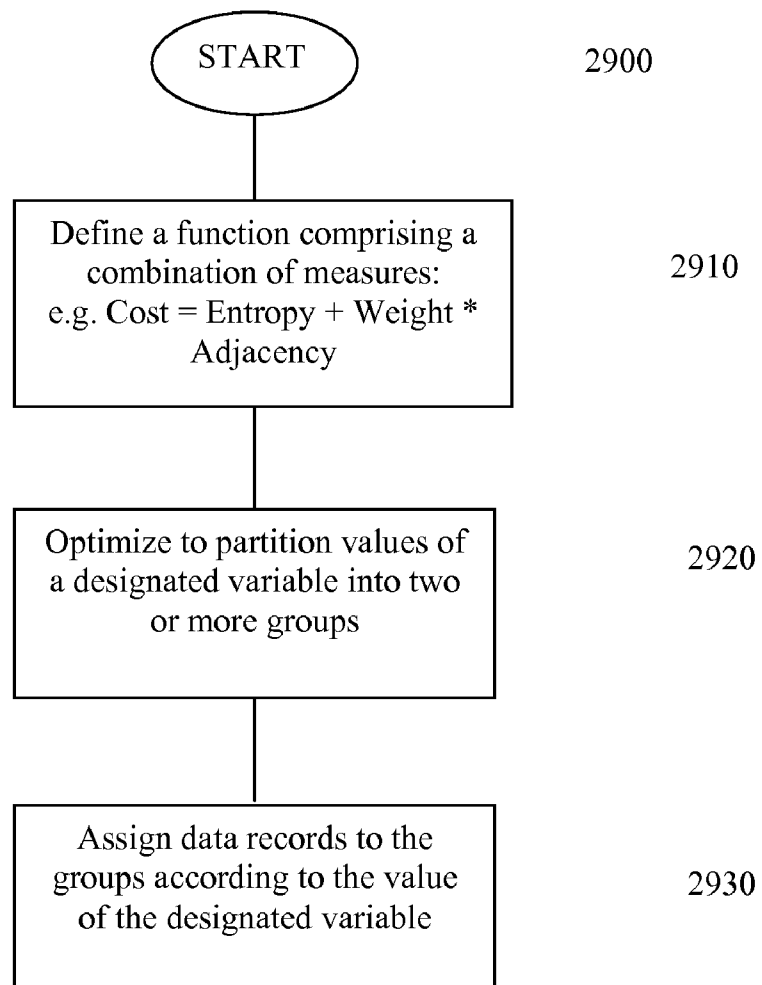 START
2900
Define a function comprising a
combination of measures:
e.g. Cost = Entropy + Weight *
Adjacency
2910
Optimize to partition values of
a designated variable into two
or more groups
2920
Assign data records to the
groups according to the value
of the designated variable
2930